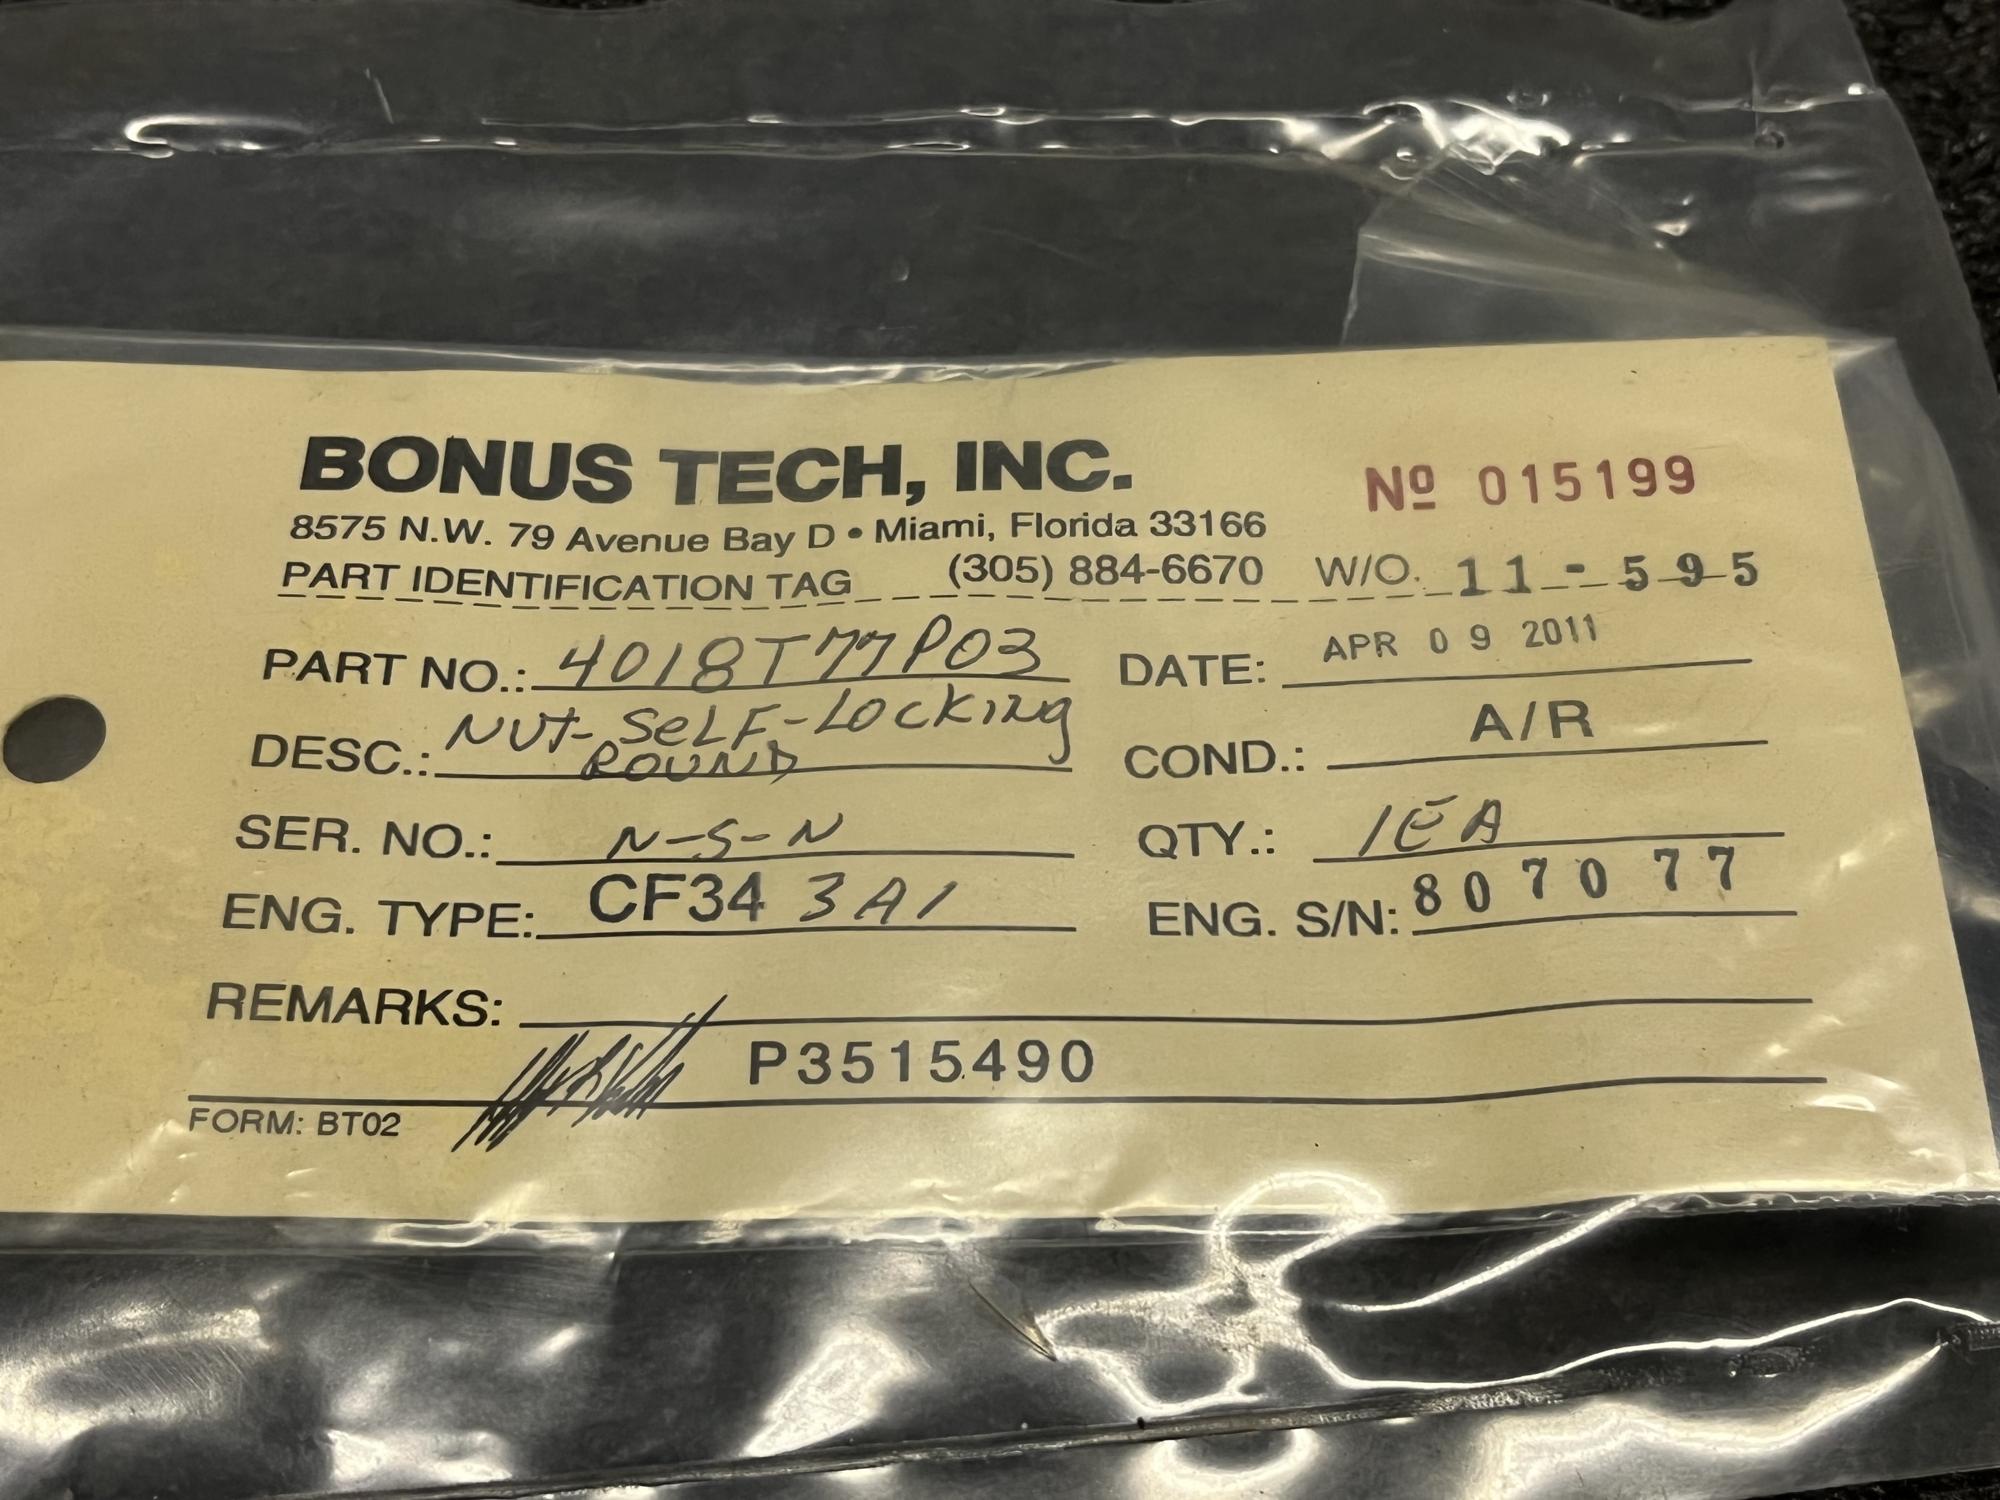 BONUS TECH, INC.
Nº 015199
8575 N.W. 79 Avenue Bay D • Miami, Florida 33166
PART IDENTIFICATION TAG (305) 884-6670 W/O. 11-595
PART NO.: 4018T77P03 DATE: APR 09 2011
DESC.: NUT-SELF-LOCKING
ROUND
COND.: A/R
SER. NO.: N-S-N QTY.: 1EA
ENG. TYPE: CF34 3A1 ENG. S/N: 807077
REMARKS:
P3515490
FORM: BT02